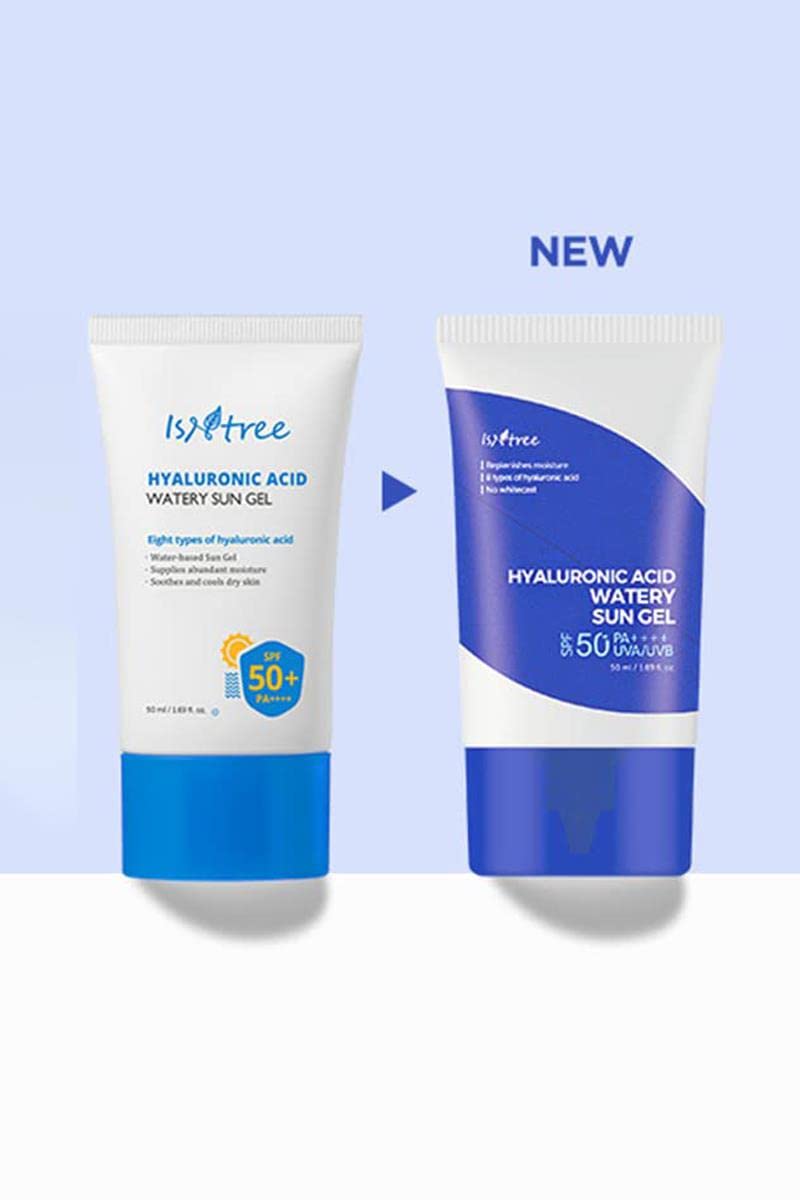 NEW
Isntree
HYALURONIC ACID
WATERY SUN GEL
Eight types of hyaluronic acid
· Water-based Sun Gel
· Supplies abundant moisture
· Soothes and cools dry skin
SPF
50+
PA++++
50 ml / 1.69 fl. oz.
Isntree
Replenishes moisture
8 types of hyaluronic acid
No whitecast
HYALURONIC ACID
WATERY
SUN GEL
SPF 50+ PA++++
UVA/UVB
50 ml / 1.69 fl. oz.